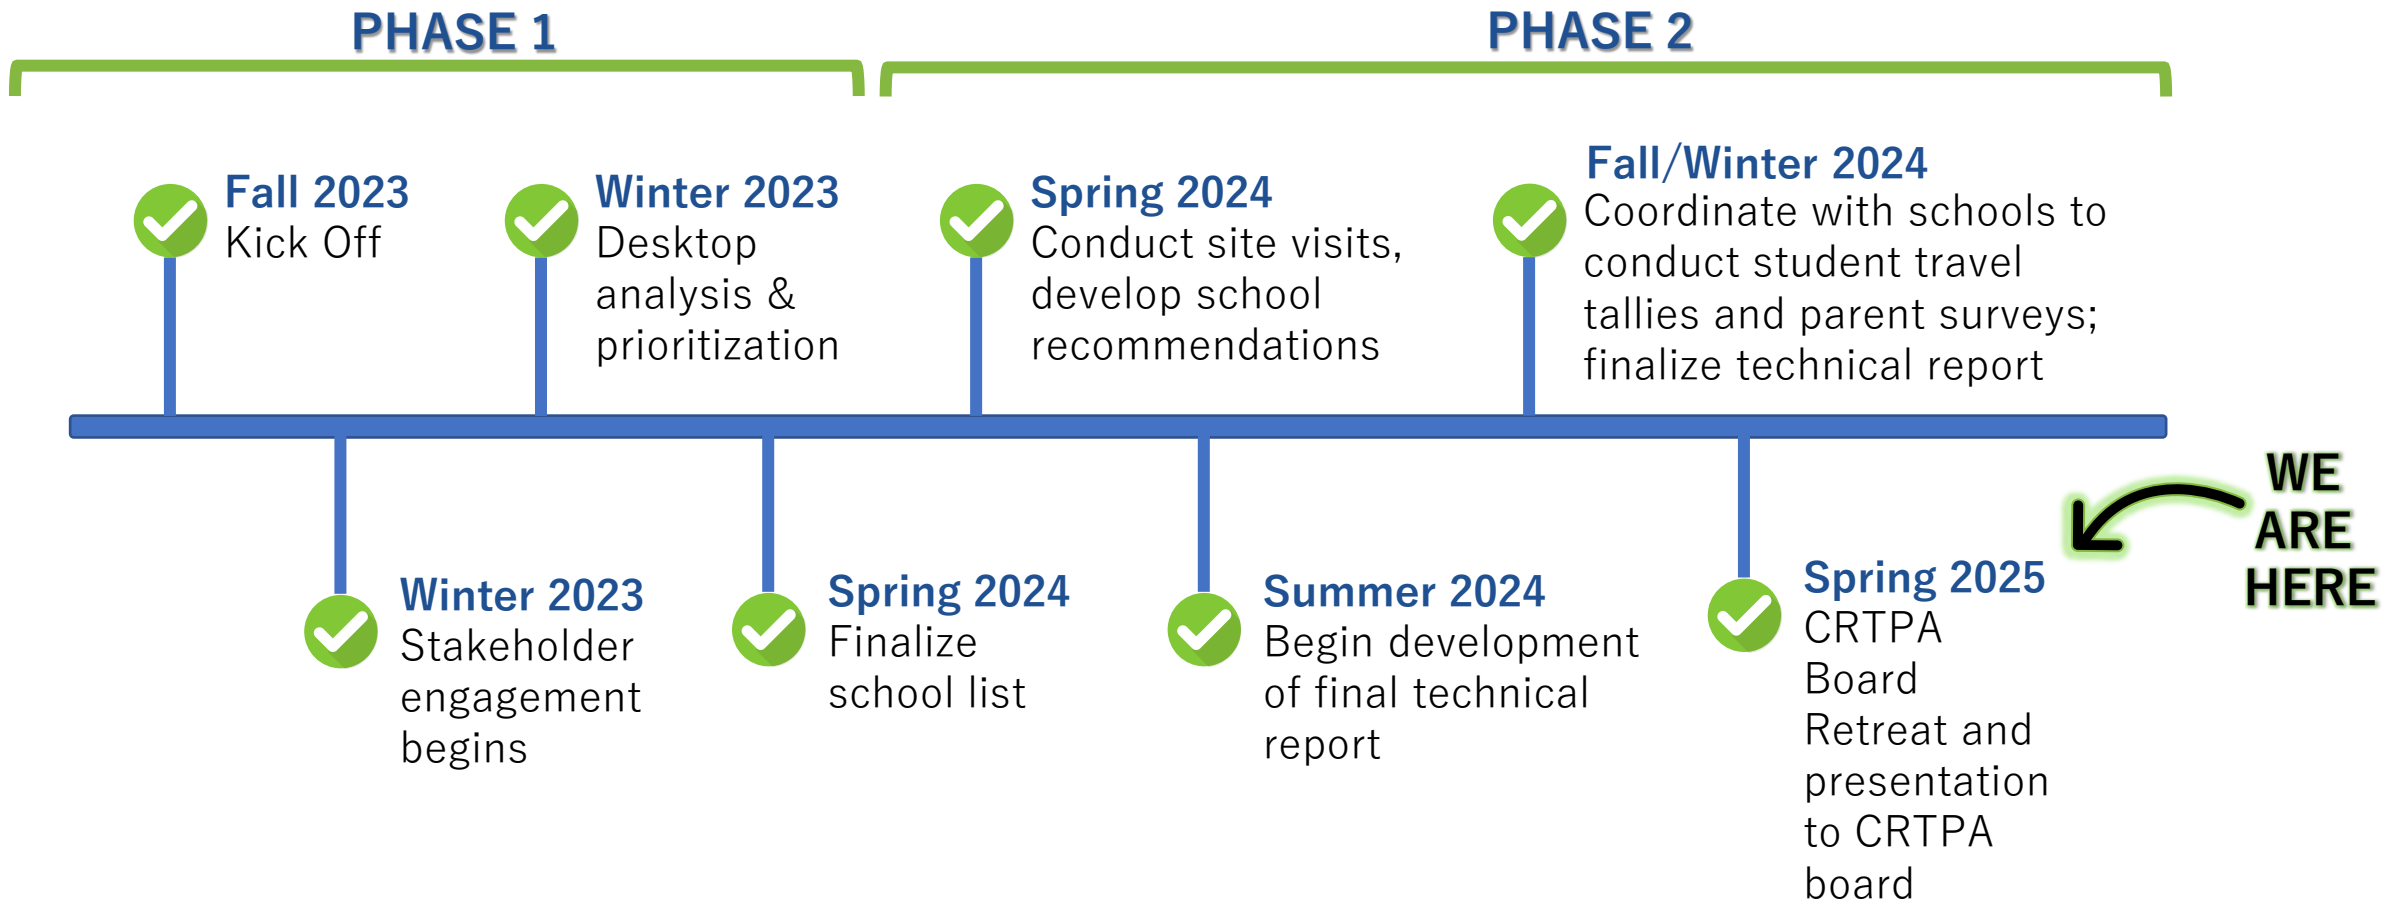 PHASE 1
PHASE 2
Fall 2023
Kick Off
Winter 2023
Desktop
analysis &
prioritization
Spring 2024
Conduct site visits,
develop school
recommendations
Fall/Winter 2024
Coordinate with schools to
conduct student travel
tallies and parent surveys;
finalize technical report
Winter 2023
Stakeholder
engagement
begins
Spring 2024
Finalize
school list
Summer 2024
Begin development
of final technical
report
Spring 2025
CRTPA
Board
Retreat and
presentation
to CRTPA
board
WE
ARE
HERE